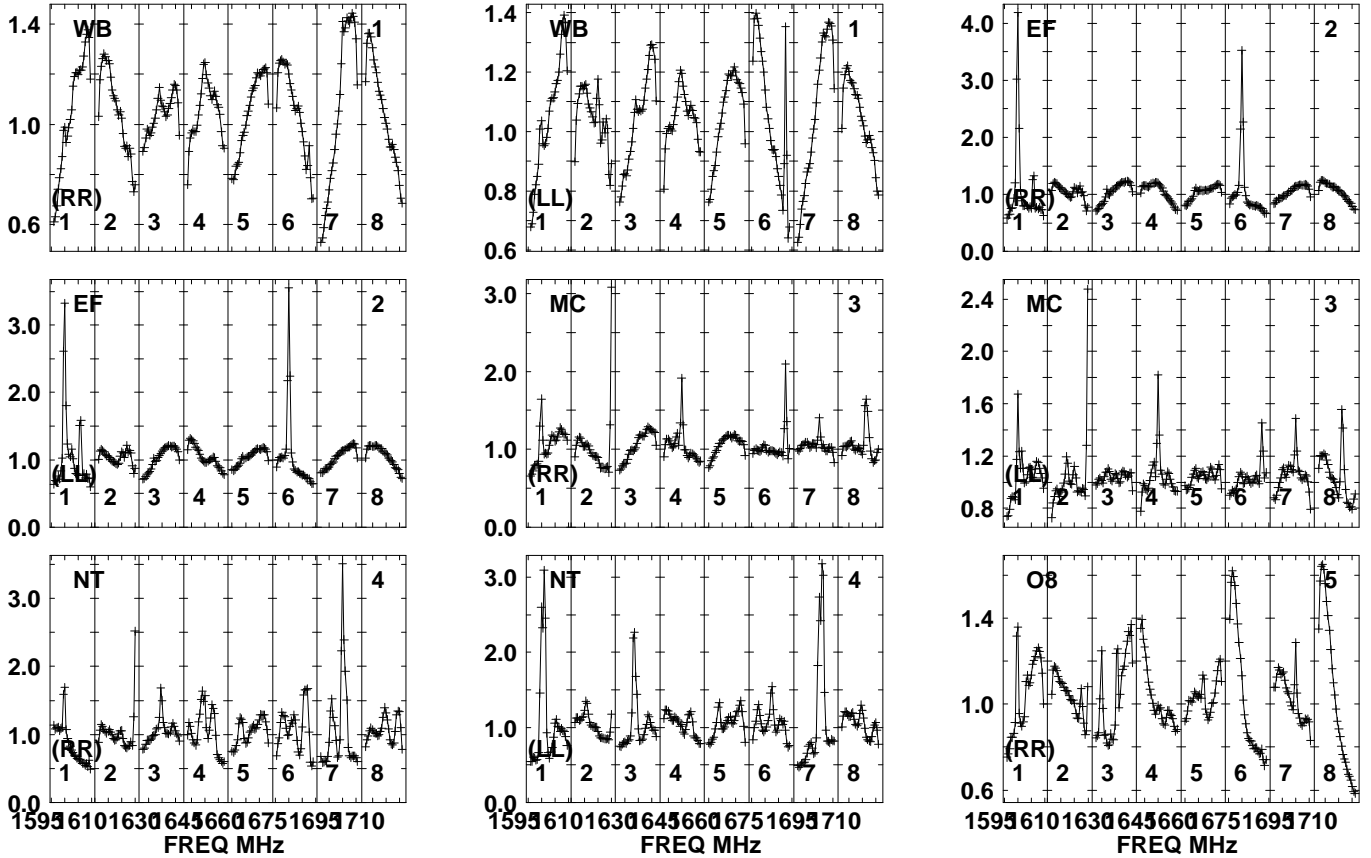 1.4 WB 1
1.0
0.6 (RR) 1 2 3 4 5 6 7 8
1.4 WB 1
1.2
1.0
0.8
(LL)
0.6 1 2 3 4 5 6 7 8
4.0 EF 2
3.0
2.0
1.0 (RR)
0.0 1 2 3 4 5 6 7 8
EF 2
3.0
2.0
1.0 (LL)
1 2 3 4 5 6 7 8
0.0
3.0 MC 3
2.0
1.0 (RR)
1 2 3 4 5 6 7 8
0.0
2.4 MC 3
2.0
1.6
1.2 (LL)
0.8 1 2 3 4 5 6 7 8
NT 4
3.0
2.0
1.0 (RR)
1 2 3 4 5 6 7 8
0.0
1595 1610 1630 1645 1660 1675 1695 1710
FREQ MHz
3.0 NT 4
2.0
1.0 (LL)
1 2 3 4 5 6 7 8
0.0
1595 1610 1630 1645 1660 1675 1695 1710
FREQ MHz
O8 5
1.4
1.0
(RR)
0.6 1 2 3 4 5 6 7 8
1595 1610 1630 1645 1660 1675 1695 1710
FREQ MHz